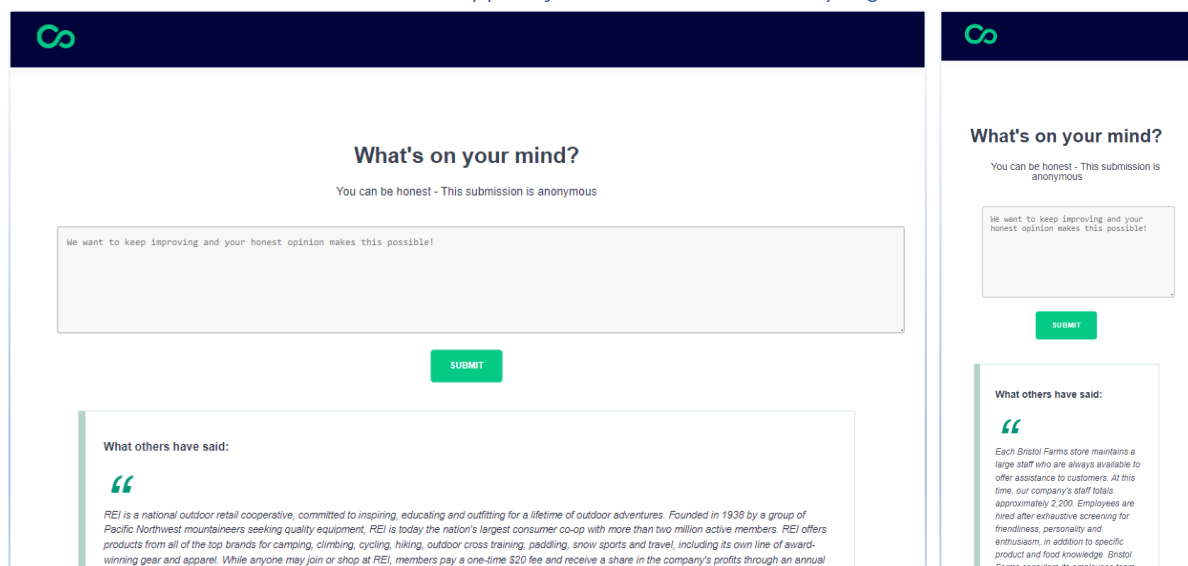 What's on your mind?
You can be honest - This submission is anonymous
We want to keep improving and your honest opinion makes this possible!
SUBMIT
What others have said:
“
REI is a national outdoor retail cooperative, committed to inspiring, educating and outfitting for a lifetime of outdoor adventures. Founded in 1938 by a group of
Pacific Northwest mountaineers seeking quality equipment, REI is today the nation's largest consumer co-op with more than two million active members. REI offers
products from all of the top brands for camping, climbing, cycling, hiking, outdoor cross training, paddling, snow sports and travel, including its own line of award-
winning gear and apparel. While anyone may join or shop at REI, members pay a one-time $20 fee and receive a share in the company's profits through an annual
What's on your mind?
You can be honest - This submission is
anonymous
We want to keep improving and your
honest opinion makes this possible!
SUBMIT
What others have said:
“
Each Bristol Farms store maintains a
large staff who are always available to
offer assistance to customers. At this
time, our company's staff totals
approximately 2,200. Employees are
hired after exhaustive screening for
friendliness, personality and
enthusiasm, in addition to specific
product and food knowledge. Bristol
Farms considers its employees team